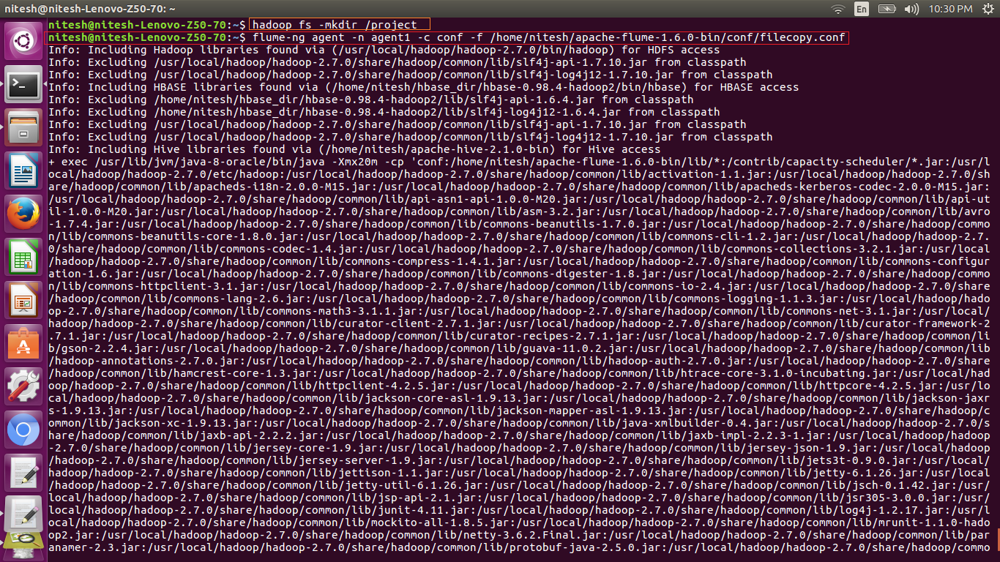 nitesh@nitesh-Lenovo-Z50-70: ~
En
10:30 PM
nitesh@nitesh-Lenovo-Z50-70:~$ hadoop fs -mkdir /project
nitesh@nitesh-Lenovo-Z50-70:~$ flume-ng agent -n agent1 -c conf -f /home/nitesh/apache-flume-1.6.0-bin/conf/filecopy.conf
Info: Including Hadoop libraries found via (/usr/local/hadoop/hadoop-2.7.0/bin/hadoop) for HDFS access
Info: Excluding /usr/local/hadoop/hadoop-2.7.0/share/hadoop/common/lib/slf4j-api-1.7.10.jar from classpath
Info: Excluding /usr/local/hadoop/hadoop-2.7.0/share/hadoop/common/lib/slf4j-log4j12-1.7.10.jar from classpath
Info: Including HBASE libraries found via (/home/nitesh/hbase_dir/hbase-0.98.4-hadoop2/bin/hbase) for HBASE access
Info: Excluding /home/nitesh/hbase_dir/hbase-0.98.4-hadoop2/lib/slf4j-api-1.6.4.jar from classpath
Info: Excluding /home/nitesh/hbase_dir/hbase-0.98.4-hadoop2/lib/slf4j-log4j12-1.6.4.jar from classpath
Info: Excluding /usr/local/hadoop/hadoop-2.7.0/share/hadoop/common/lib/slf4j-api-1.7.10.jar from classpath
Info: Excluding /usr/local/hadoop/hadoop-2.7.0/share/hadoop/common/lib/slf4j-log4j12-1.7.10.jar from classpath
Info: Including Hive libraries found via (/home/nitesh/apache-hive-2.1.0-bin) for Hive access
+ exec /usr/lib/jvm/java-8-oracle/bin/java -Xmx20m -cp 'conf:/home/nitesh/apache-flume-1.6.0-bin/lib/*:/contrib/capacity-scheduler/*.jar:/usr/l
ocal/hadoop/hadoop-2.7.0/etc/hadoop:/usr/local/hadoop/hadoop-2.7.0/share/hadoop/common/lib/activation-1.1.jar:/usr/local/hadoop/hadoop-2.7.0/sh
are/hadoop/common/lib/apacheds-i18n-2.0.0-M15.jar:/usr/local/hadoop/hadoop-2.7.0/share/hadoop/common/lib/apacheds-kerberos-codec-2.0.0-M15.jar:
/usr/local/hadoop/hadoop-2.7.0/share/hadoop/common/lib/api-asn1-api-1.0.0-M20.jar:/usr/local/hadoop/hadoop-2.7.0/share/hadoop/common/lib/api-ut
il-1.0.0-M20.jar:/usr/local/hadoop/hadoop-2.7.0/share/hadoop/common/lib/asm-3.2.jar:/usr/local/hadoop/hadoop-2.7.0/share/hadoop/common/lib/avro
-1.7.4.jar:/usr/local/hadoop/hadoop-2.7.0/share/hadoop/common/lib/commons-beanutils-1.7.0.jar:/usr/local/hadoop/hadoop-2.7.0/share/hadoop/commo
n/lib/commons-beanutils-core-1.8.0.jar:/usr/local/hadoop/hadoop-2.7.0/share/hadoop/common/lib/commons-cli-1.2.jar:/usr/local/hadoop/hadoop-2.7.
0/share/hadoop/common/lib/commons-codec-1.4.jar:/usr/local/hadoop/hadoop-2.7.0/share/hadoop/common/lib/commons-collections-3.2.1.jar:/usr/local
/hadoop/hadoop-2.7.0/share/hadoop/common/lib/commons-compress-1.4.1.jar:/usr/local/hadoop/hadoop-2.7.0/share/hadoop/common/lib/commons-configur
ation-1.6.jar:/usr/local/hadoop/hadoop-2.7.0/share/hadoop/common/lib/commons-digester-1.8.jar:/usr/local/hadoop/hadoop-2.7.0/share/hadoop/commo
n/lib/commons-httpclient-3.1.jar:/usr/local/hadoop/hadoop-2.7.0/share/hadoop/common/lib/commons-io-2.4.jar:/usr/local/hadoop/hadoop-2.7.0/share
/hadoop/common/lib/commons-lang-2.6.jar:/usr/local/hadoop/hadoop-2.7.0/share/hadoop/common/lib/commons-logging-1.1.3.jar:/usr/local/hadoop/hado
op-2.7.0/share/hadoop/common/lib/commons-math3-3.1.1.jar:/usr/local/hadoop/hadoop-2.7.0/share/hadoop/common/lib/commons-net-3.1.jar:/usr/local/
hadoop/hadoop-2.7.0/share/hadoop/common/lib/curator-client-2.7.1.jar:/usr/local/hadoop/hadoop-2.7.0/share/hadoop/common/lib/curator-framework-2
.7.1.jar:/usr/local/hadoop/hadoop-2.7.0/share/hadoop/common/lib/curator-recipes-2.7.1.jar:/usr/local/hadoop/hadoop-2.7.0/share/hadoop/common/li
b/gson-2.2.4.jar:/usr/local/hadoop/hadoop-2.7.0/share/hadoop/common/lib/guava-11.0.2.jar:/usr/local/hadoop/hadoop-2.7.0/share/hadoop/common/lib
/hadoop-annotations-2.7.0.jar:/usr/local/hadoop/hadoop-2.7.0/share/hadoop/common/lib/hadoop-auth-2.7.0.jar:/usr/local/hadoop/hadoop-2.7.0/share
/hadoop/common/lib/hamcrest-core-1.3.jar:/usr/local/hadoop/hadoop-2.7.0/share/hadoop/common/lib/htrace-core-3.1.0-incubating.jar:/usr/local/had
oop/hadoop-2.7.0/share/hadoop/common/lib/httpclient-4.2.5.jar:/usr/local/hadoop/hadoop-2.7.0/share/hadoop/common/lib/httpcore-4.2.5.jar:/usr/lo
cal/hadoop/hadoop-2.7.0/share/hadoop/common/lib/jackson-core-asl-1.9.13.jar:/usr/local/hadoop/hadoop-2.7.0/share/hadoop/common/lib/jackson-jaxr
s-1.9.13.jar:/usr/local/hadoop/hadoop-2.7.0/share/hadoop/common/lib/jackson-mapper-asl-1.9.13.jar:/usr/local/hadoop/hadoop-2.7.0/share/hadoop/c
ommon/lib/jackson-xc-1.9.13.jar:/usr/local/hadoop/hadoop-2.7.0/share/hadoop/common/lib/java-xmlbuilder-0.4.jar:/usr/local/hadoop/hadoop-2.7.0/s
hare/hadoop/common/lib/jaxb-api-2.2.2.jar:/usr/local/hadoop/hadoop-2.7.0/share/hadoop/common/lib/jaxb-impl-2.2.3-1.jar:/usr/local/hadoop/hadoop
-2.7.0/share/hadoop/common/lib/jersey-core-1.9.jar:/usr/local/hadoop/hadoop-2.7.0/share/hadoop/common/lib/jersey-json-1.9.jar:/usr/local/hadoop
/hadoop-2.7.0/share/hadoop/common/lib/jersey-server-1.9.jar:/usr/local/hadoop/hadoop-2.7.0/share/hadoop/common/lib/jets3t-0.9.0.jar:/usr/local/
hadoop/hadoop-2.7.0/share/hadoop/common/lib/jettison-1.1.jar:/usr/local/hadoop/hadoop-2.7.0/share/hadoop/common/lib/jetty-6.1.26.jar:/usr/local
/hadoop/hadoop-2.7.0/share/hadoop/common/lib/jetty-util-6.1.26.jar:/usr/local/hadoop/hadoop-2.7.0/share/hadoop/common/lib/jsch-0.1.42.jar:/usr/
local/hadoop/hadoop-2.7.0/share/hadoop/common/lib/jsp-api-2.1.jar:/usr/local/hadoop/hadoop-2.7.0/share/hadoop/common/lib/jsr305-3.0.0.jar:/usr/
local/hadoop/hadoop-2.7.0/share/hadoop/common/lib/junit-4.11.jar:/usr/local/hadoop/hadoop-2.7.0/share/hadoop/common/lib/log4j-1.2.17.jar:/usr/l
ocal/hadoop/hadoop-2.7.0/share/hadoop/common/lib/mockito-all-1.8.5.jar:/usr/local/hadoop/hadoop-2.7.0/share/hadoop/common/lib/mrunit-1.1.0-hado
op2.jar:/usr/local/hadoop/hadoop-2.7.0/share/hadoop/common/lib/netty-3.6.2.Final.jar:/usr/local/hadoop/hadoop-2.7.0/share/hadoop/common/lib/par
anamer-2.3.jar:/usr/local/hadoop/hadoop-2.7.0/share/hadoop/common/lib/protobuf-java-2.5.0.jar:/usr/local/hadoop/hadoop-2.7.0/share/hadoop/commo